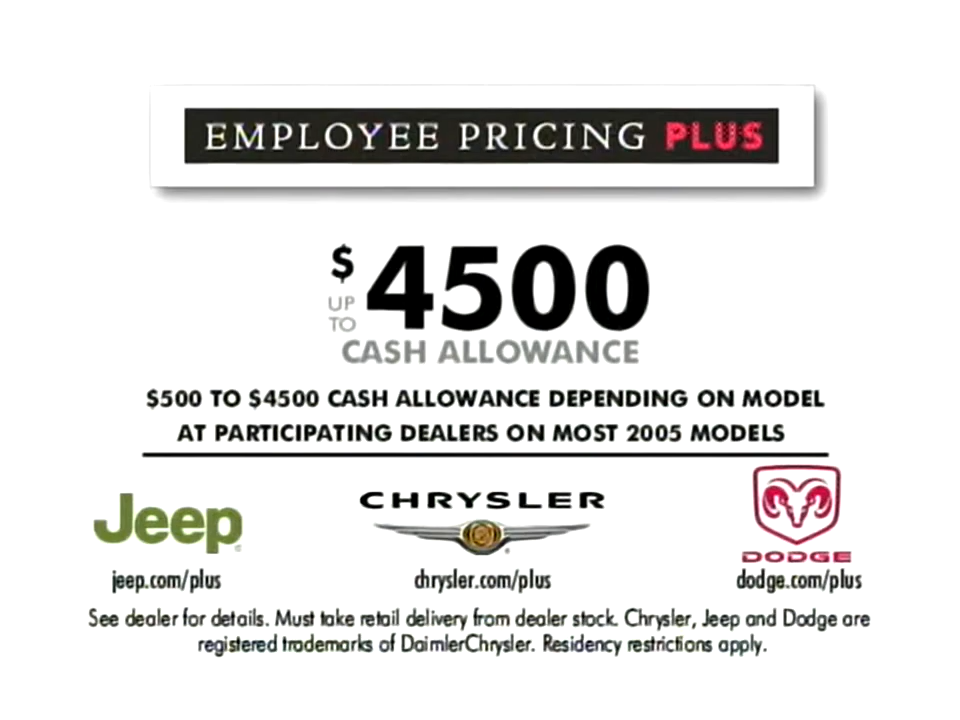 EMPLOYEE PRICING PLUS
$4500
UP
TO
CASH ALLOWANCE
$500 TO $4500 CASH ALLOWANCE DEPENDING ON MODEL
AT PARTICIPATING DEALERS ON MOST 2005 MODELS
Jeep CHRYSLER DODGE
jeep.com/plus chrysler.com/plus dodge.com/plus
See dealer for details. Must take retail delivery from dealer stock. Chrysler, Jeep and Dodge are
registered trademarks of DaimlerChrysler. Residency restrictions apply.